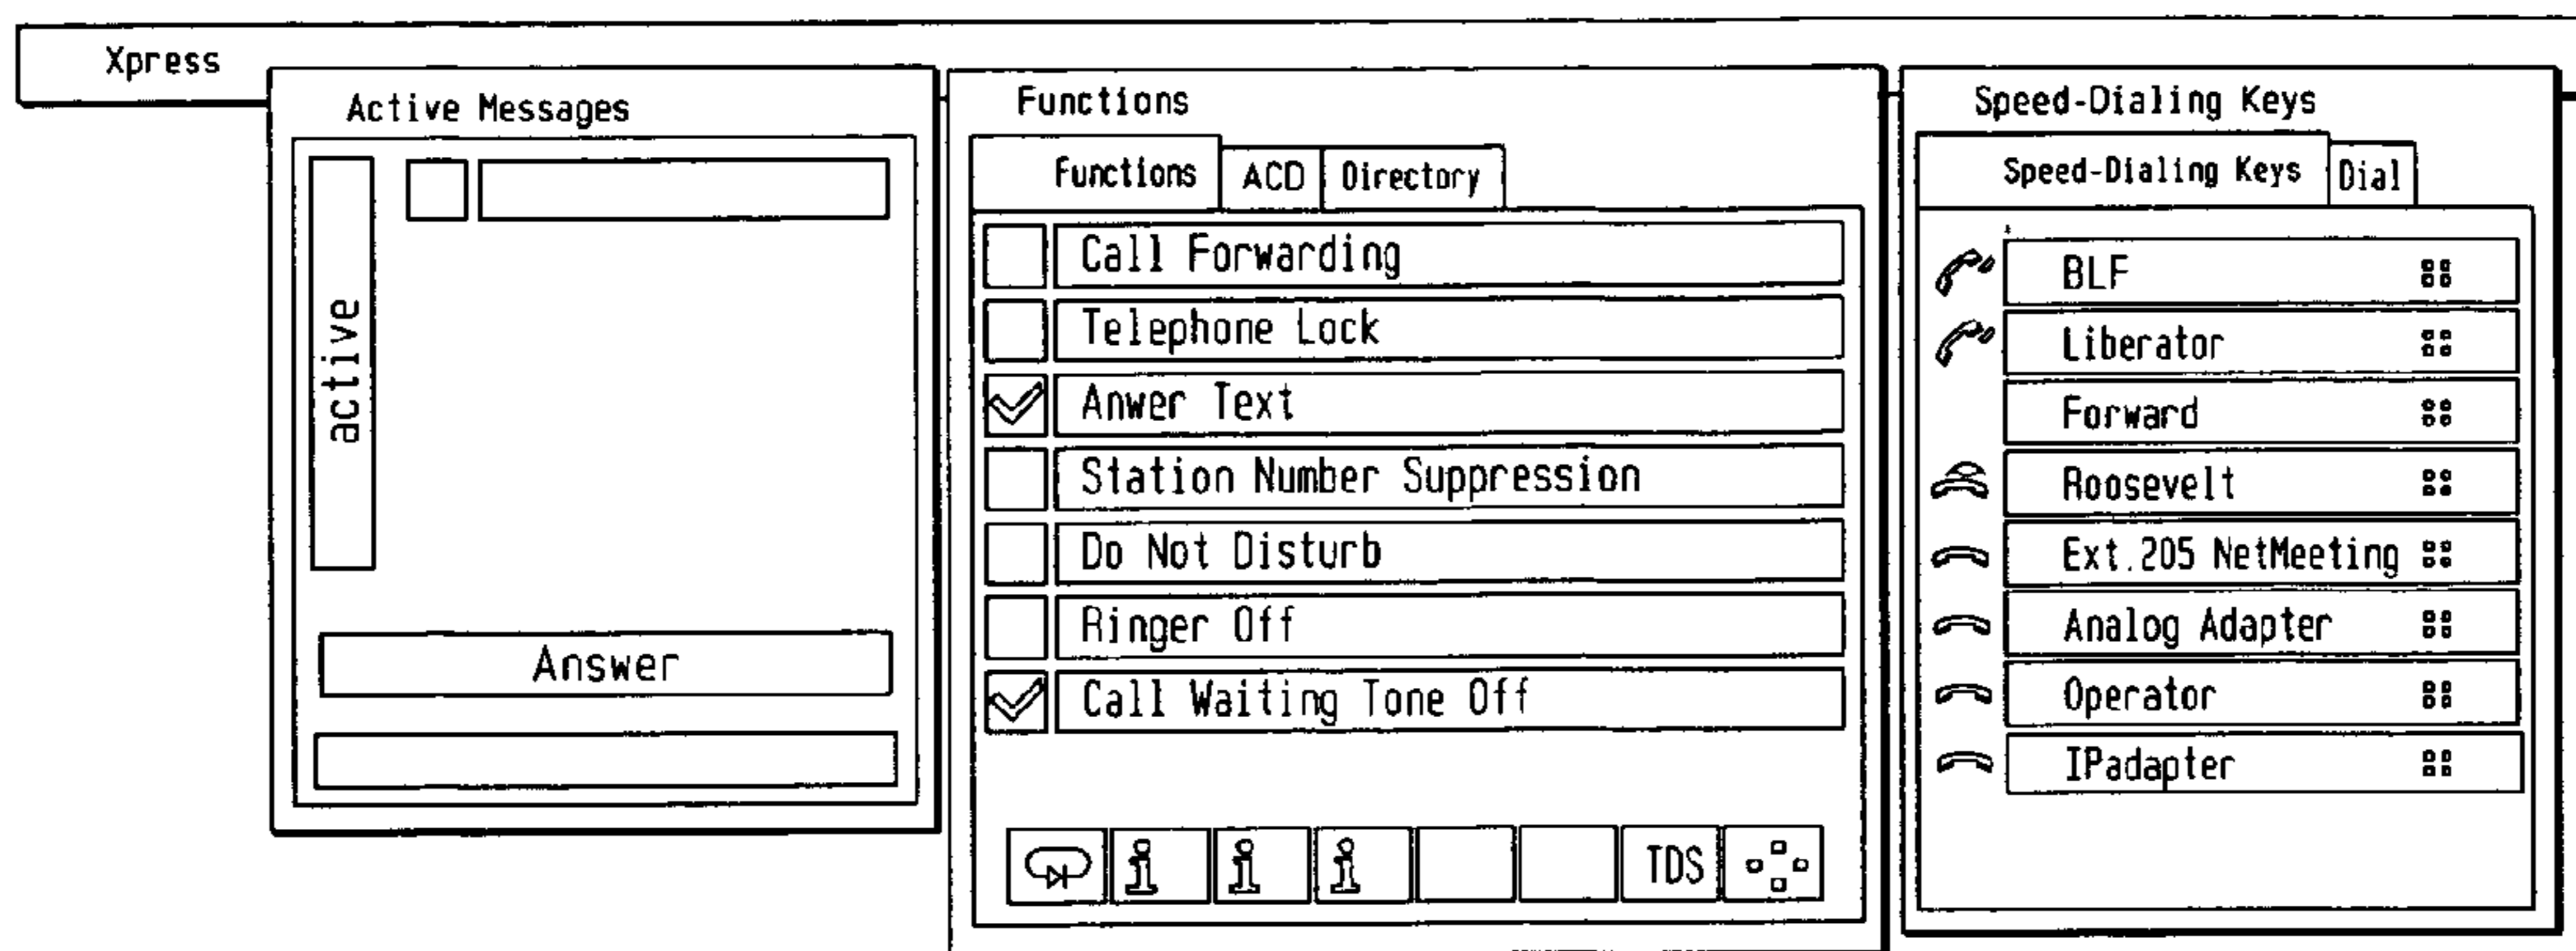 Xpress
Active Messages
active
Answer
Functions
Functions ACD Directory
Call Forwarding
Telephone Lock
Anwer Text
Station Number Suppression
Do Not Disturb
Ringer Off
Call Waiting Tone Off
i i i TDS
Speed-Dialing Keys
Speed-Dialing Keys Dial
BLF
Liberator
Forward
Roosevelt
Ext.205 NetMeeting
Analog Adapter
Operator
IPadapter